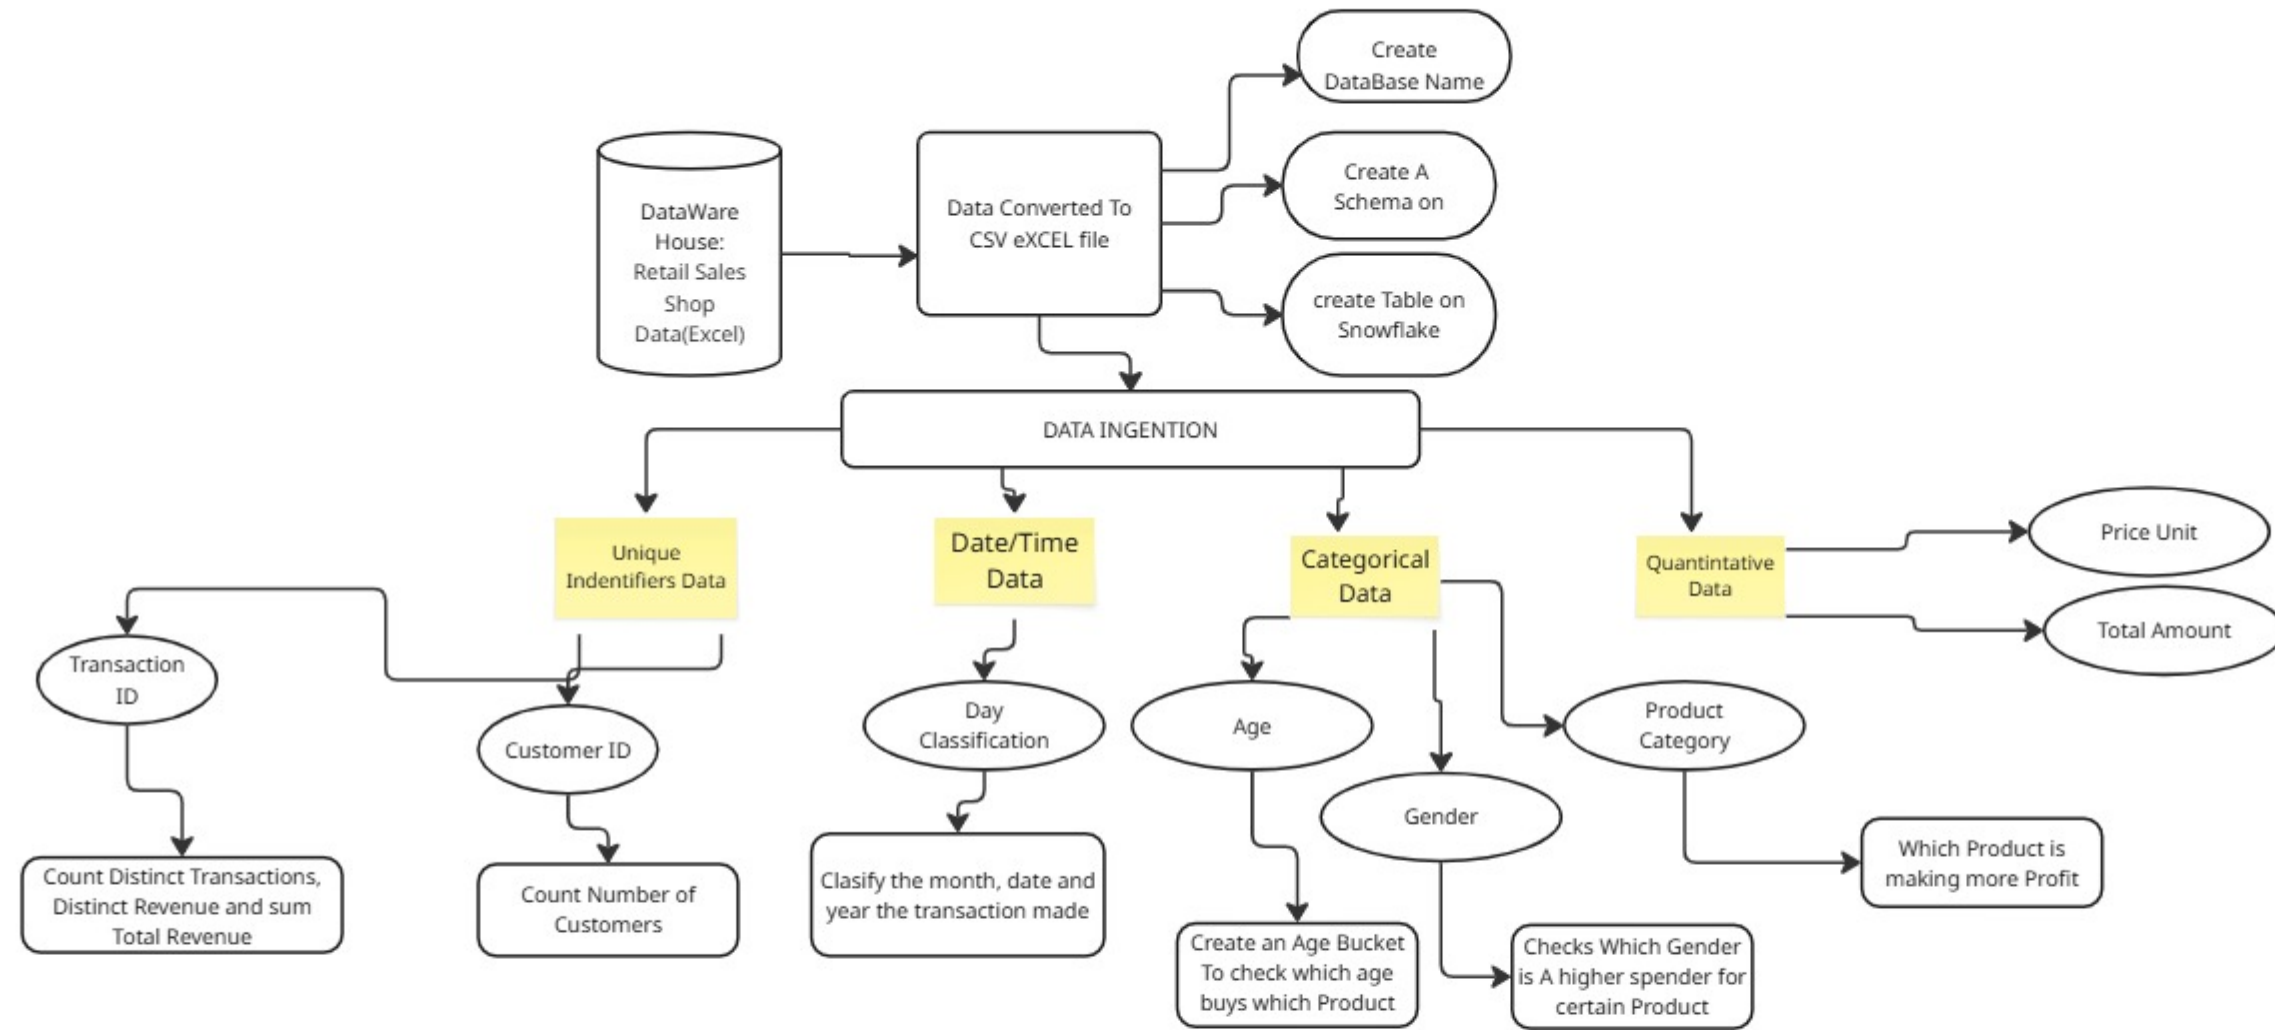 Create
DataBase Name
Create A
Schema on
create Table on
Snowflake
DataWare
House:
Retail Sales
Shop
Data(Excel)
Data Converted To
CSV eXCEL file
DATA INGENTION
Unique
Indentifiers Data
Date/Time
Data
Categorical
Data
Quantintative
Data
Price Unit
Total Amount
Transaction
ID
Customer ID
Day
Classification
Age
Gender
Product
Category
Count Distinct Transactions,
Distinct Revenue and sum
Total Revenue
Count Number of
Customers
Clasify the month, date and
year the transaction made
Create an Age Bucket
To check which age
buys which Product
Checks Which Gender
is A higher spender for
certain Product
Which Product is
making more Profit